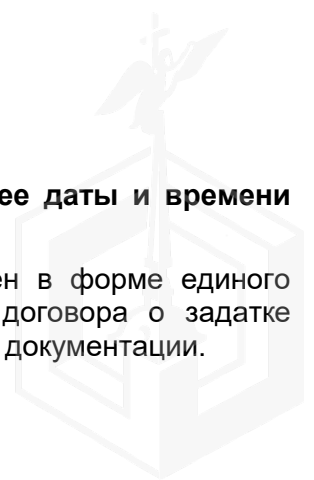 ее даты и времени
ен в форме единого
договора о задатке
документации.